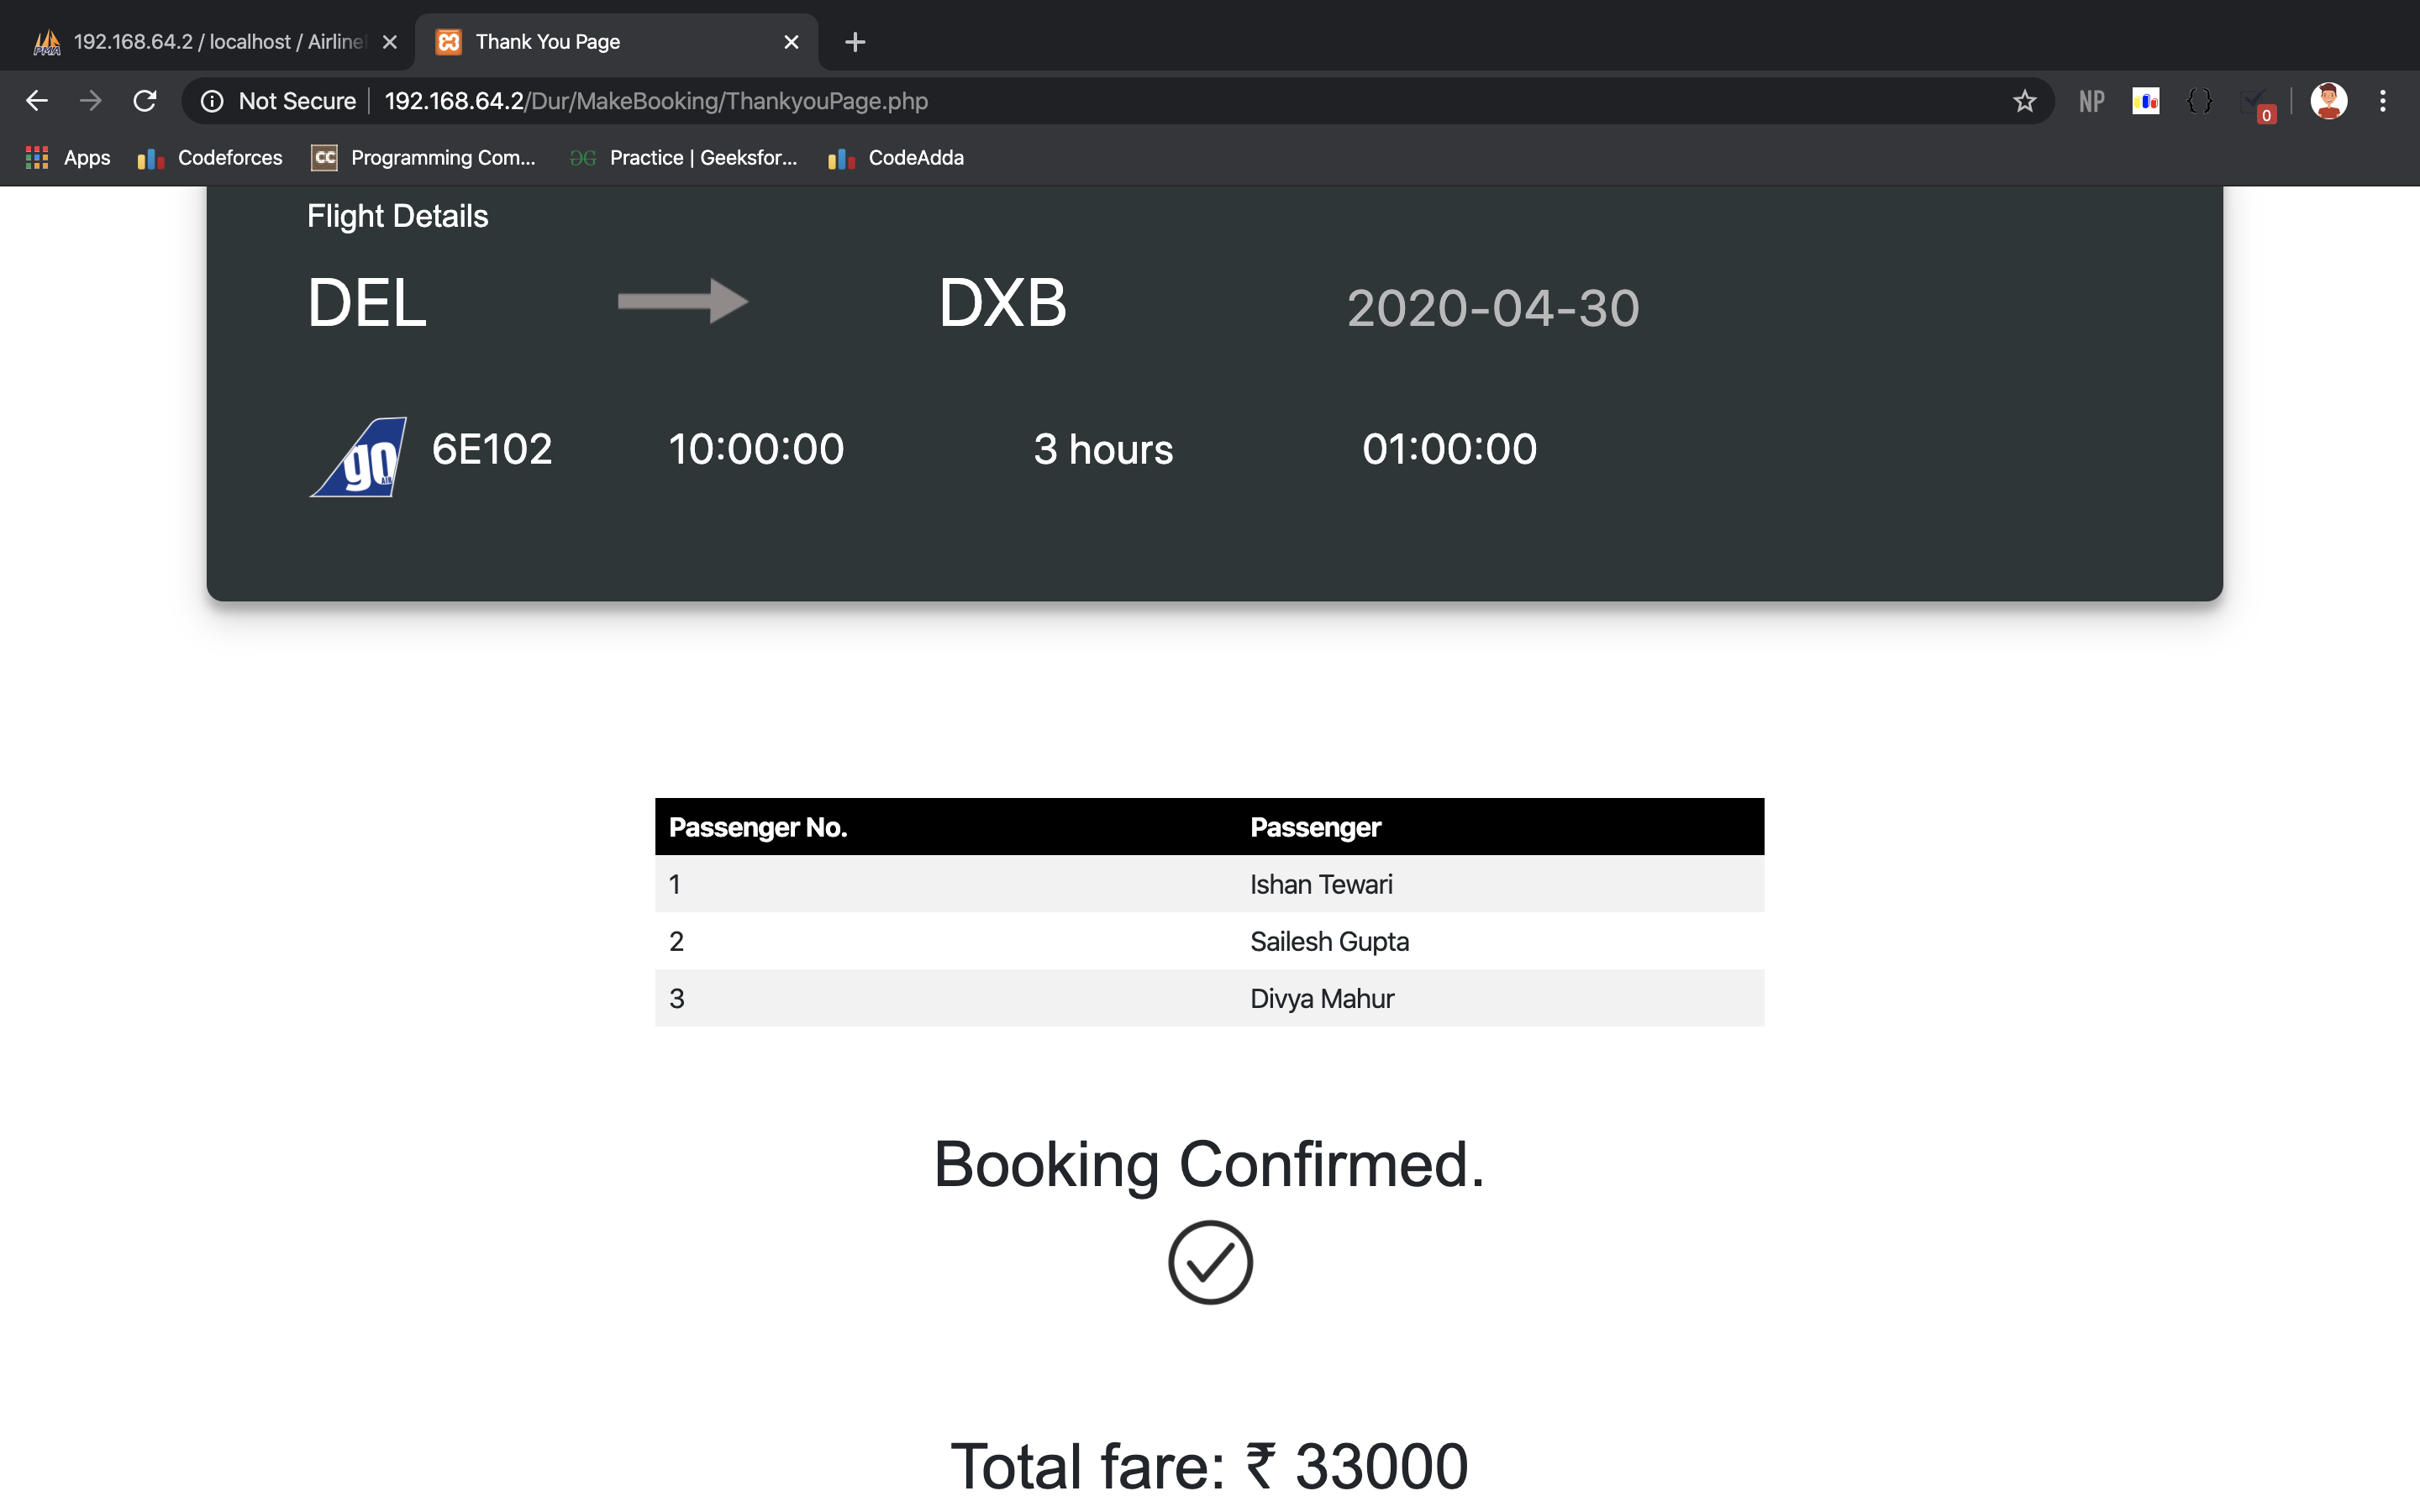 192.168.64.2 / localhost / Airline
Thank You Page
Not Secure 192.168.64.2/Dur/MakeBooking/ThankyouPage.php
NP
0
Apps Codeforces CC Programming Com... Practice | Geeksfor... CodeAdda
Flight Details
DEL DXB 2020-04-30
go AIR 6E102 10:00:00 3 hours 01:00:00
Passenger No. Passenger
1 Ishan Tewari
2 Sailesh Gupta
3 Divya Mahur
Booking Confirmed.
Total fare: ₹ 33000